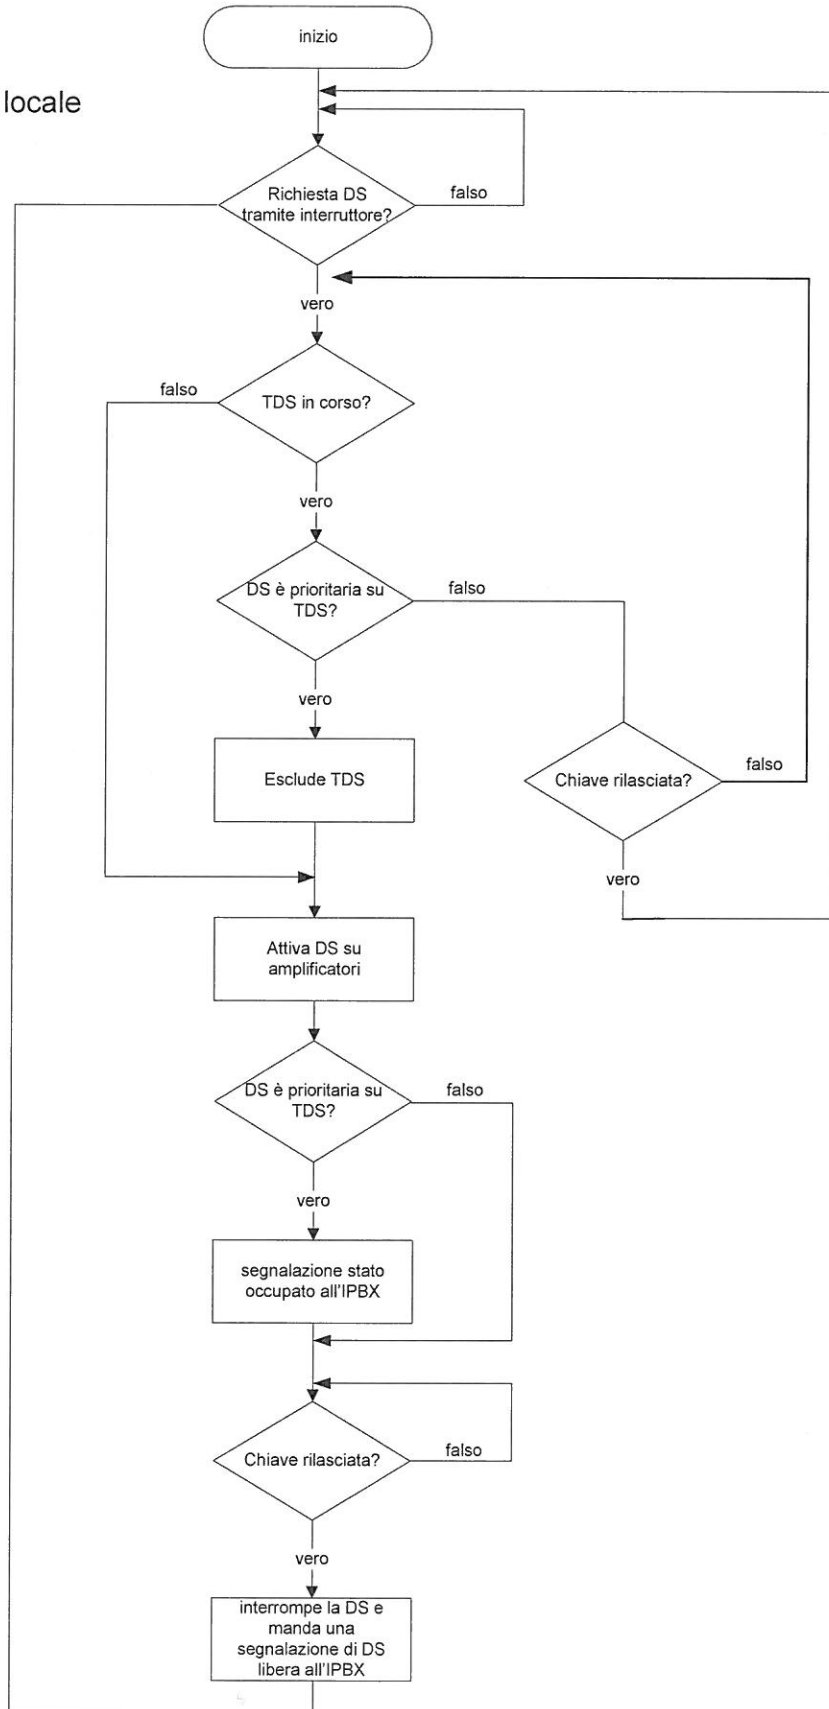 inizio
locale
Richiesta DS
tramite interruttore?
falso
vero
falso
TDS in corso?
vero
DS è prioritaria su
TDS?
falso
vero
Esclude TDS
Chiave rilasciata?
falso
vero
Attiva DS su
amplificatori
DS è prioritaria su
TDS?
falso
vero
segnalazione stato
occupato all'IPBX
Chiave rilasciata?
falso
vero
interrompe la DS e
manda una
segnalazione di DS
libera all'IPBX